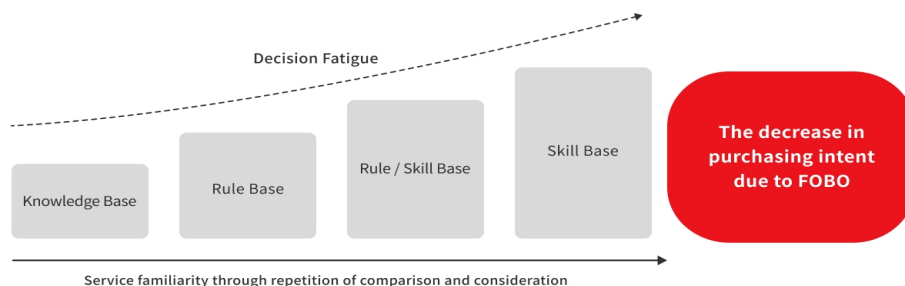 Decision Fatigue
Knowledge Base
Rule Base
Rule / Skill Base
Skill Base
The decrease in
purchasing intent
due to FOBO
Service familiarity through repetition of comparison and consideration